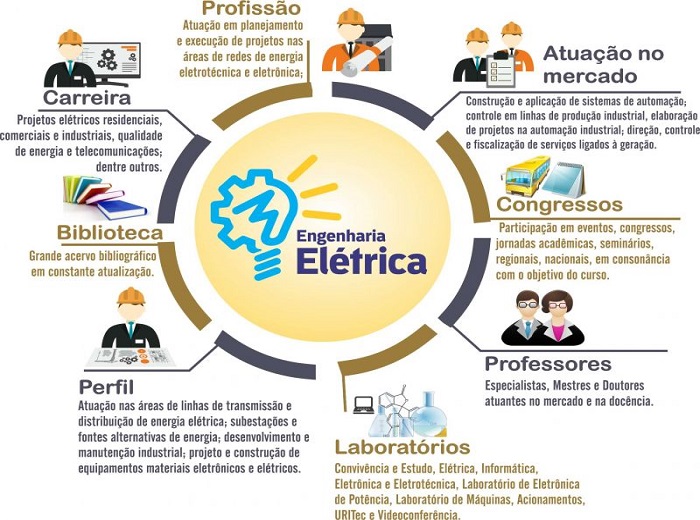 Profissão
Atuação em planejamento
e execução de projetos nas
áreas de redes de energia
eletrotécnica e eletrônica;
Atuação no
mercado
Construção e aplicação de sistemas de automação;
controle em linhas de produção industrial, elaboração
de projetos na automação industrial; direção, controle
e fiscalização de serviços ligados à geração.
Carreira
Projetos elétricos residenciais,
comerciais e industriais, qualidade
de energia e telecomunicações;
dentre outros.
Congressos
Participação em eventos, congressos,
jornadas acadêmicas, seminários,
regionais, nacionais, em consonância
com o objetivo do curso.
Biblioteca
Grande acervo bibliográfico
em constante atualização.
Engenharia
Elétrica
Professores
Especialistas, Mestres e Doutores
atuantes no mercado e na docência.
Perfil
Atuação nas áreas de linhas de transmissão e
distribuição de energia elétrica; subestações e
fontes alternativas de energia; desenvolvimento e
manutenção industrial; projeto e construção de
equipamentos materiais eletrônicos e elétricos.
Laboratórios
Convivência e Estudo, Elétrica, Informática,
Eletrônica e Eletrotécnica, Laboratório de Eletrônica
de Potência, Laboratório de Máquinas, Acionamentos,
URITec e Videoconferência.